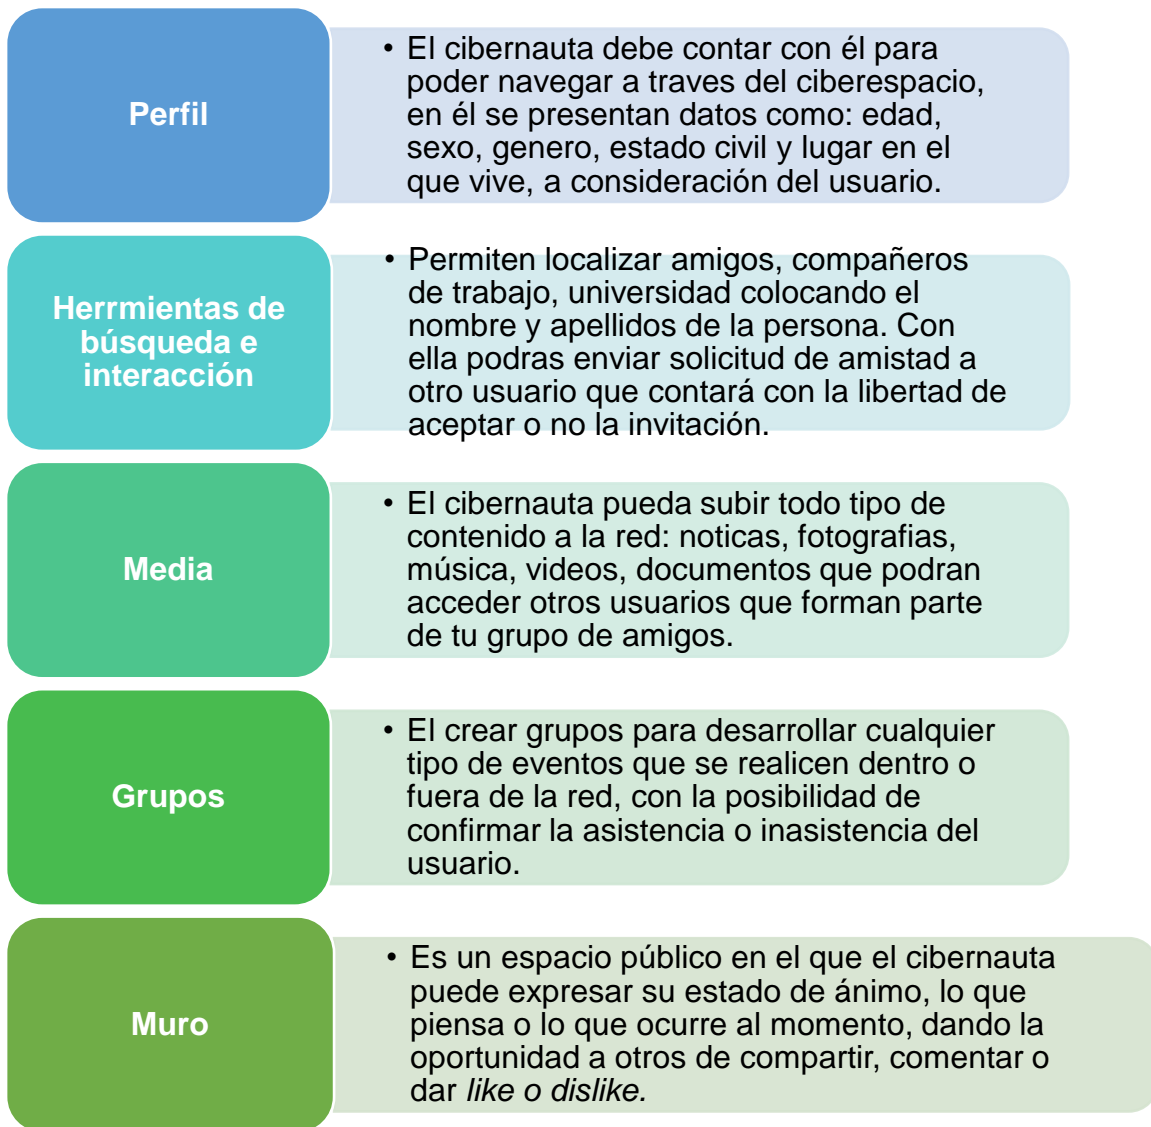 Perfil
• El cibernauta debe contar con él para
poder navegar a traves del ciberespacio,
en él se presentan datos como: edad,
sexo, genero, estado civil y lugar en el
que vive, a consideración del usuario.
Herrmientas de
búsqueda e
interacción
• Permiten localizar amigos, compañeros
de trabajo, universidad colocando el
nombre y apellidos de la persona. Con
ella podras enviar solicitud de amistad a
otro usuario que contará con la libertad de
aceptar o no la invitación.
Media
• El cibernauta pueda subir todo tipo de
contenido a la red: noticas, fotografias,
música, videos, documentos que podran
acceder otros usuarios que forman parte
de tu grupo de amigos.
Grupos
• El crear grupos para desarrollar cualquier
tipo de eventos que se realicen dentro o
fuera de la red, con la posibilidad de
confirmar la asistencia o inasistencia del
usuario.
Muro
• Es un espacio público en el que el cibernauta
puede expresar su estado de ánimo, lo que
piensa o lo que ocurre al momento, dando la
oportunidad a otros de compartir, comentar o
dar like o dislike.